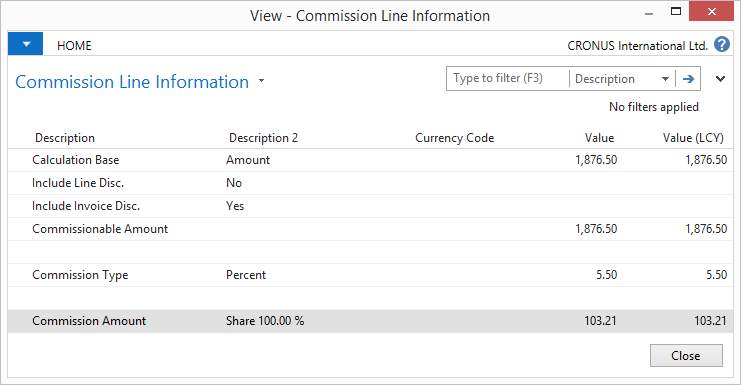 View - Commission Line Information
HOME CRONUS International Ltd. ?
Commission Line Information
Type to filter (F3) Description
No filters applied
Description Description 2 Currency Code Value Value (LCY)
Calculation Base Amount 1,876.50 1,876.50
Include Line Disc. No
Include Invoice Disc. Yes
Commissionable Amount 1,876.50 1,876.50
Commission Type Percent 5.50 5.50
Commission Amount Share 100.00 % 103.21 103.21
Close